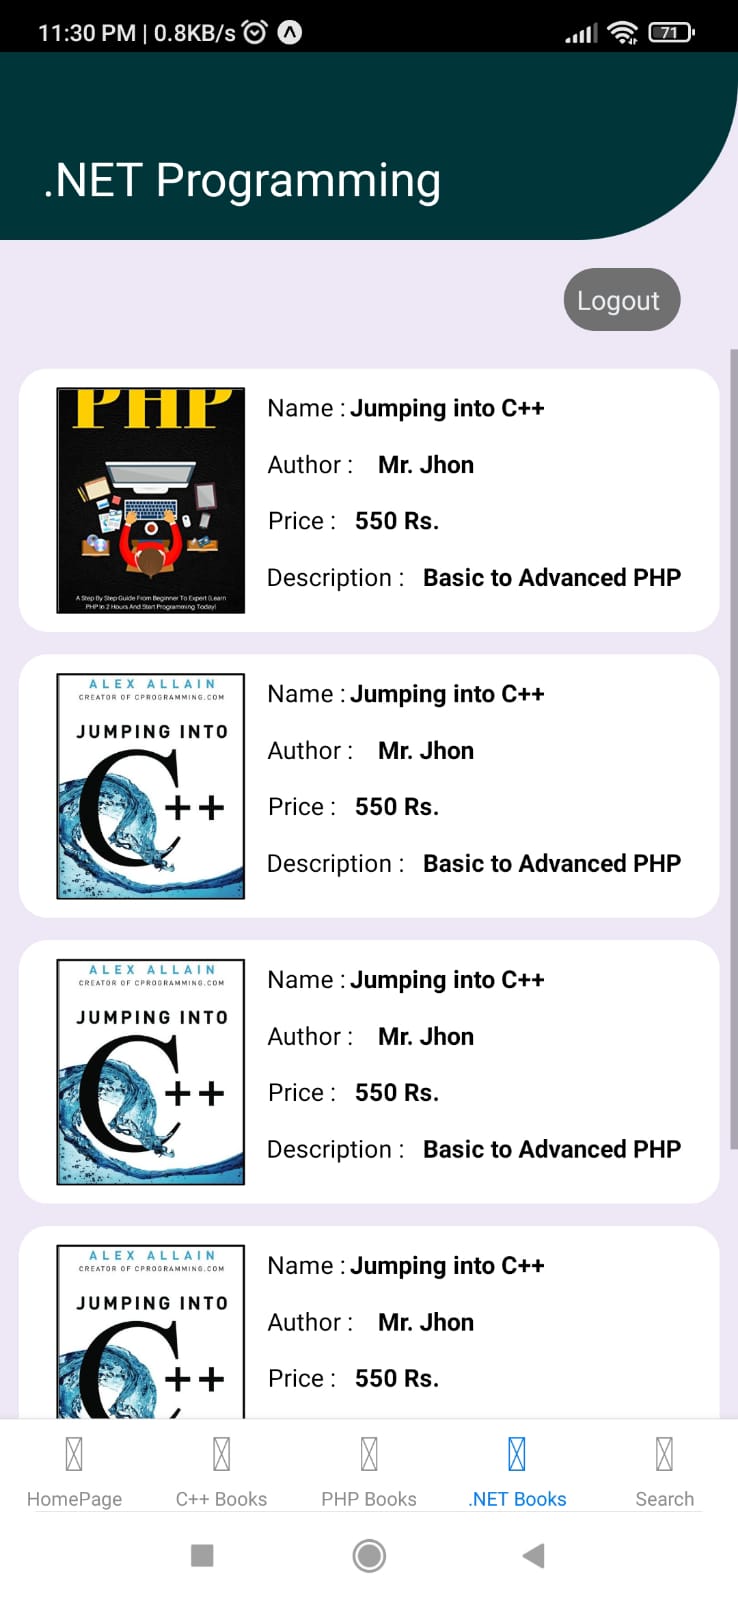 11:30 PM | 0.8KB/s
71
.NET Programming
Logout
PHP
A Step By Step Guide From Beginner To Expert (Learn
PHP In 2 Hours And Start Programming Today)
Name : Jumping into C++
Author : Mr. Jhon
Price : 550 Rs.
Description : Basic to Advanced PHP
ALEX ALLAIN
CREATOR OF CPROGRAMMING.COM
JUMPING INTO
C++
Name : Jumping into C++
Author : Mr. Jhon
Price : 550 Rs.
Description : Basic to Advanced PHP
ALEX ALLAIN
CREATOR OF CPROGRAMMING.COM
JUMPING INTO
C++
Name : Jumping into C++
Author : Mr. Jhon
Price : 550 Rs.
Description : Basic to Advanced PHP
ALEX ALLAIN
CREATOR OF CPROGRAMMING.COM
JUMPING INTO
C++
Name : Jumping into C++
Author : Mr. Jhon
Price : 550 Rs.
HomePage
C++ Books
PHP Books
.NET Books
Search